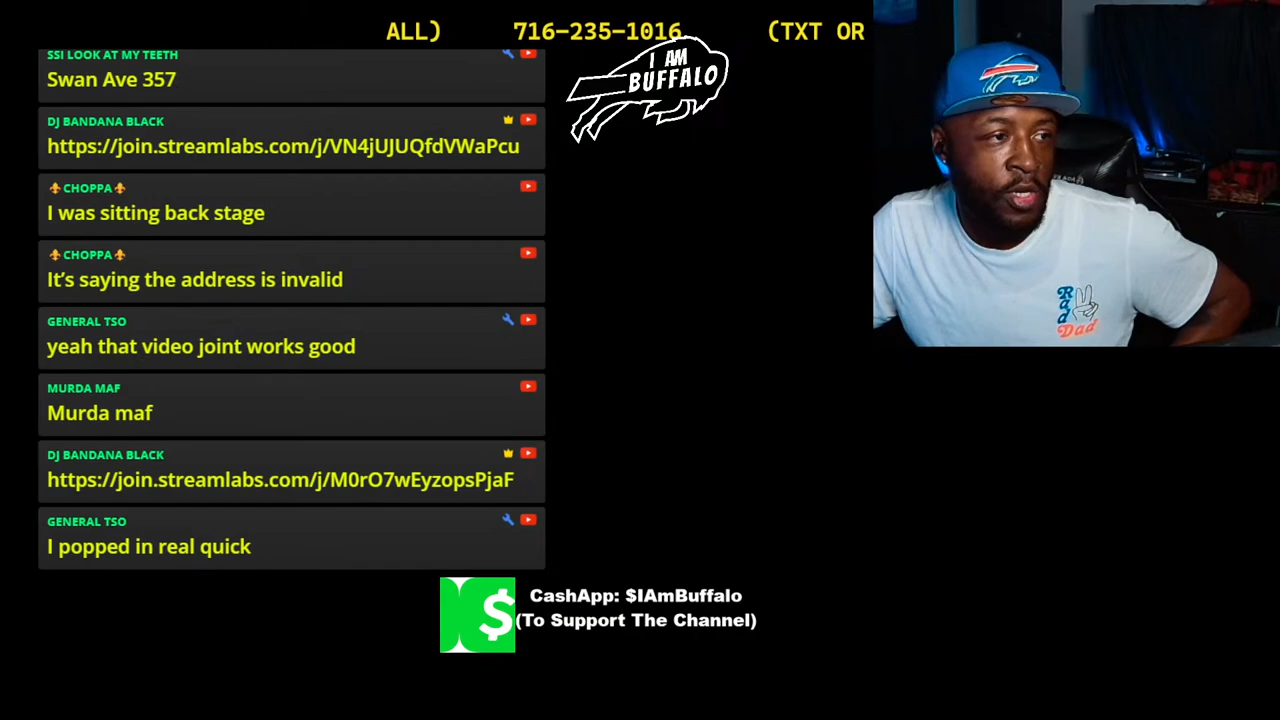 ALL) 716-235-1016 (TXT OR
I AM
BUFFALO
SSI LOOK AT MY TEETH
Swan Ave 357
DJ BANDANA BLACK
https://join.streamlabs.com/j/VN4jUJUQfdVWaPcu
CHOPPA
I was sitting back stage
CHOPPA
It’s saying the address is invalid
GENERAL TSO
yeah that video joint works good
MURDA MAF
Murda maf
DJ BANDANA BLACK
https://join.streamlabs.com/j/M0rO7wEyzopsPjaF
GENERAL TSO
I popped in real quick
Rad
Dad
$
CashApp: $IAmBuffalo
(To Support The Channel)